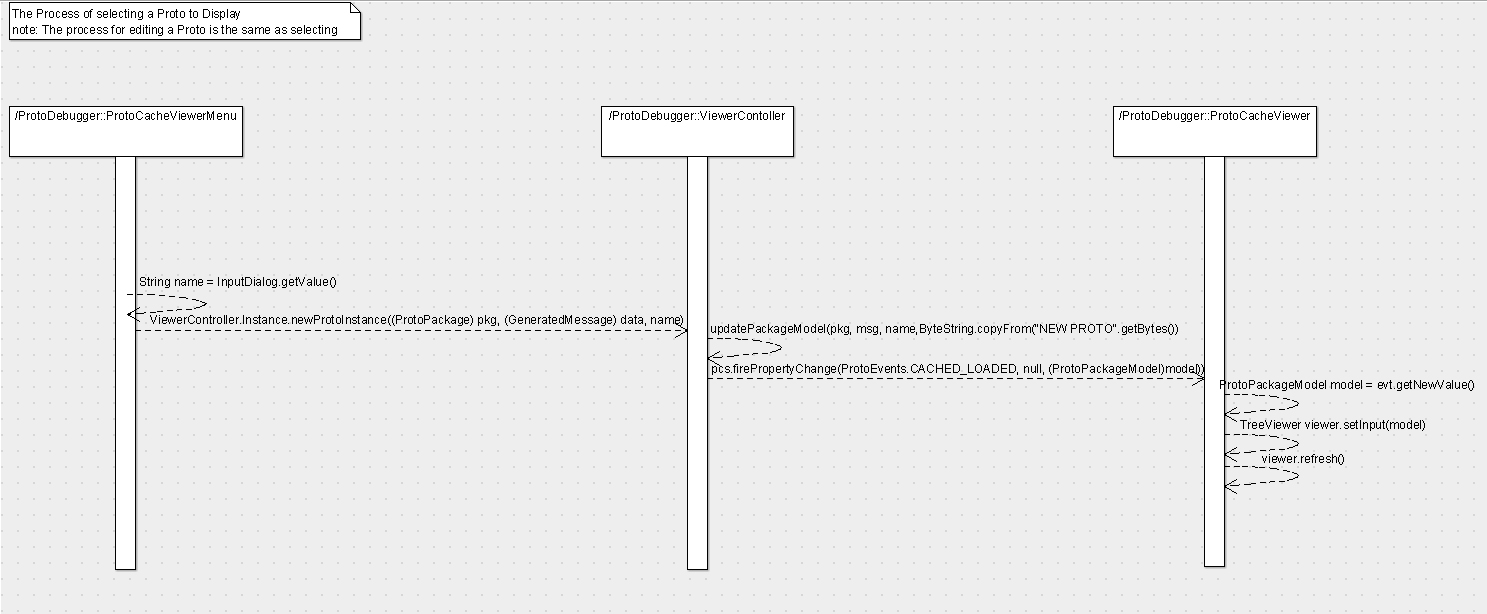 The Process of selecting a Proto to Display
note: The process for editing a Proto is the same as selecting
/ProtoDebugger::ProtoCacheViewerMenu
/ProtoDebugger::ViewerContoller
/ProtoDebugger::ProtoCacheViewer
String name = InputDialog.getValue()
ViewerController.Instance.newProtoInstance((ProtoPackage) pkg, (GeneratedMessage) data, name)
updatePackageModel(pkg, msg, name,ByteString.copyFrom("NEW PROTO".getBytes())
pcs.firePropertyChange(ProtoEvents.CACHED_LOADED, null, (ProtoPackageModel)model))
ProtoPackageModel model = evt.getNewValue()
TreeViewer viewer.setInput(model)
viewer.refresh()